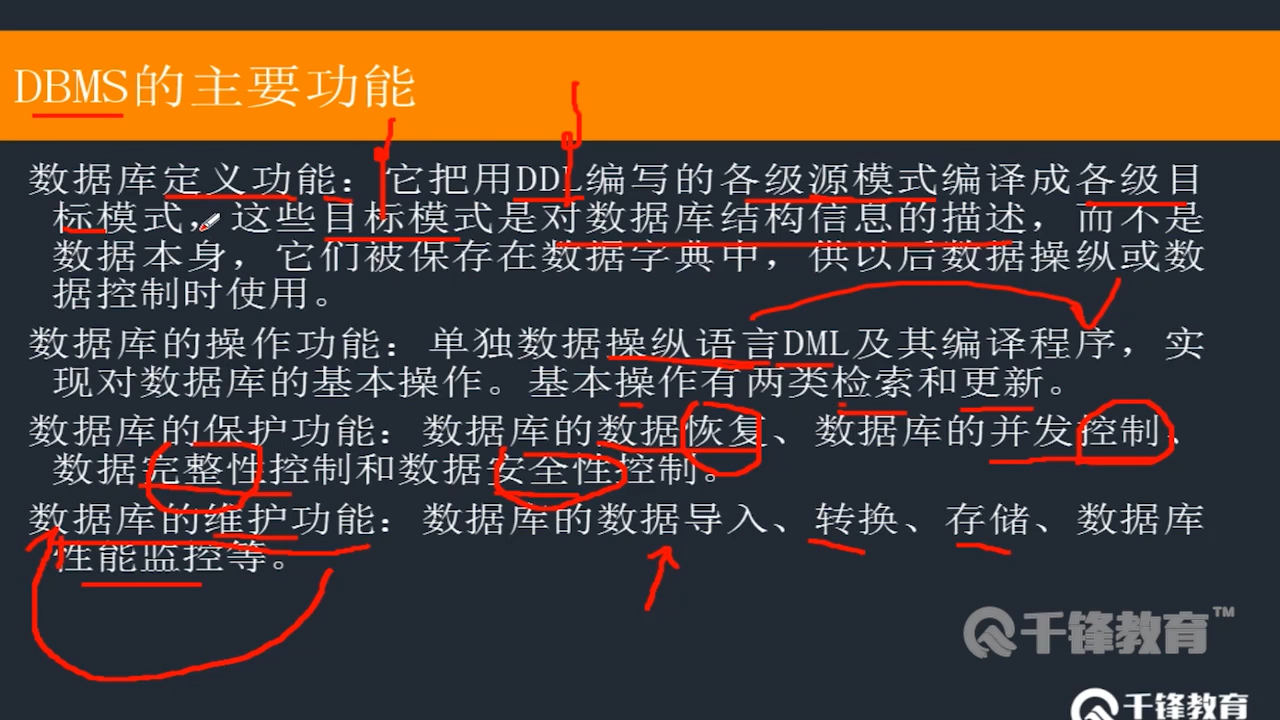 DBMS的主要功能
数据库定义功能：它把用DDL编写的各级源模式编译成各级目
标模式，这些目标模式是对数据库结构信息的描述，而不是
数据本身，它们被保存在数据字典中，供以后数据操纵或数
据控制时使用。
数据库的操作功能：单独数据操纵语言DML及其编译程序，实
现对数据库的基本操作。基本操作有两类检索和更新。
数据库的保护功能：数据库的数据恢复、数据库的并发控制、
数据完整性控制和数据安全性控制。
数据库的维护功能：数据库的数据导入、转换、存储、数据库
性能监控等。
千锋教育™
千锋教育